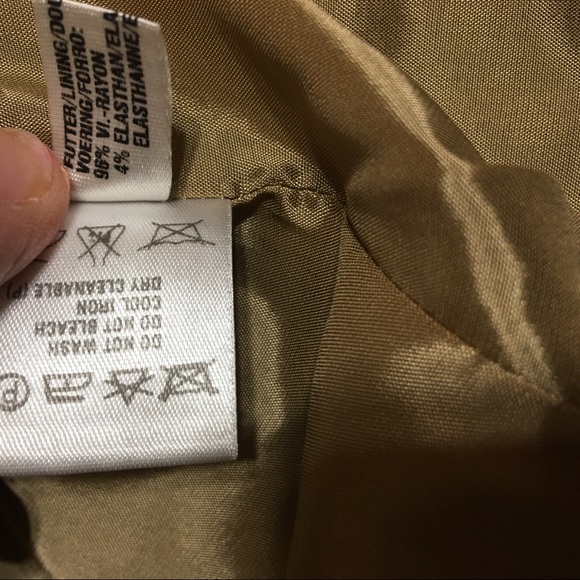 FUTTER/LINING/DOU
VOERING/FORRO:
96% VI.-RAYON
4% ELASTHAN/ELA
ELASTHANNE/E
DO NOT WASH
DO NOT BLEACH
COOL IRON
DRY CLEANABLE (P)
P